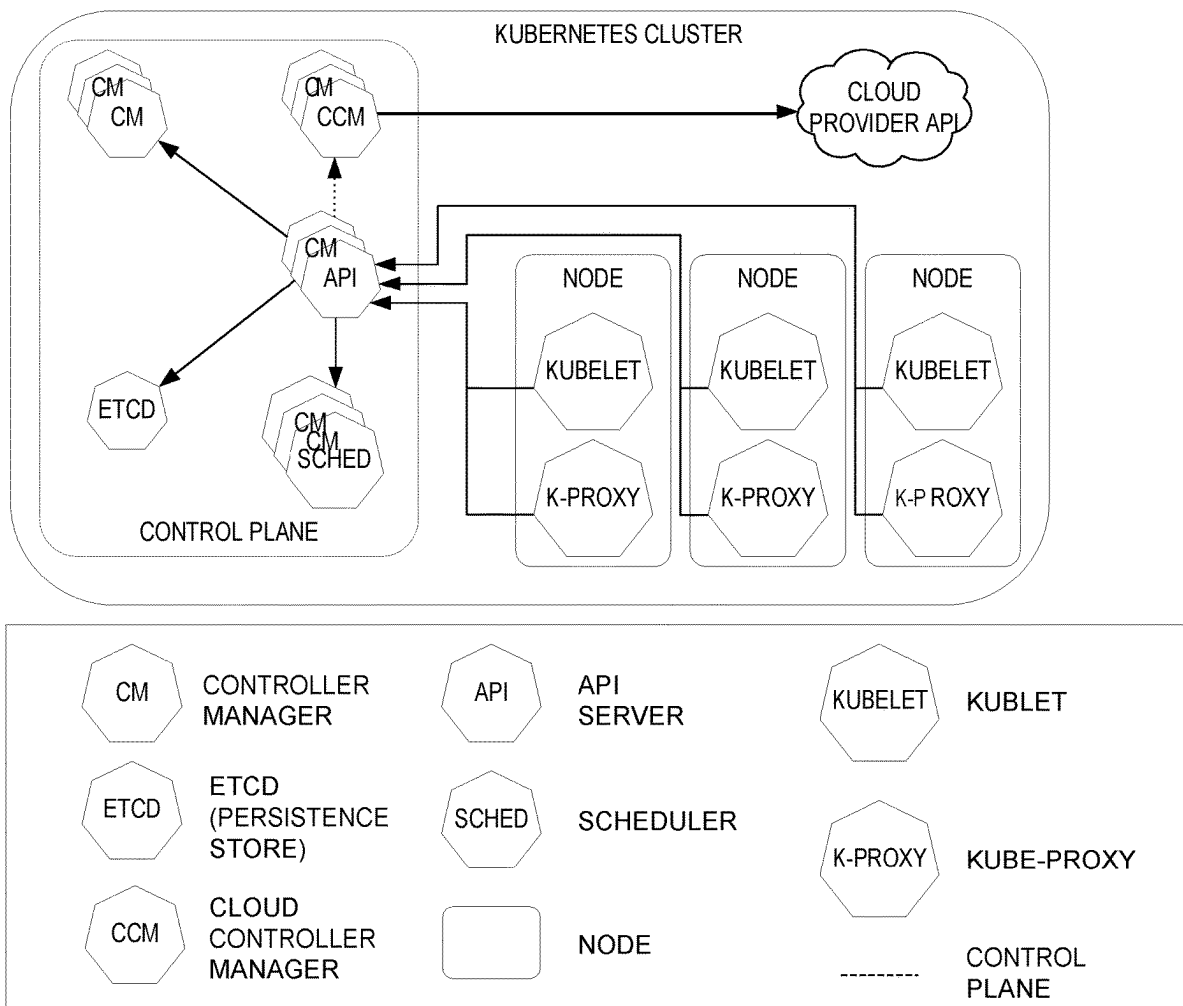 KUBERNETES CLUSTER
CM
CM
CM
CCM
CLOUD
PROVIDER API
CM
API
NODE
NODE
NODE
KUBELET
KUBELET
KUBELET
ETCD
CM
CM
SCHED
K-PROXY
K-PROXY
K-P ROXY
CONTROL PLANE
CM
CONTROLLER
MANAGER
API
API
SERVER
KUBELET
KUBLET
ETCD
ETCD
(PERSISTENCE
STORE)
SCHED
SCHEDULER
K-PROXY
KUBE-PROXY
CCM
CLOUD
CONTROLLER
MANAGER
NODE
CONTROL
PLANE